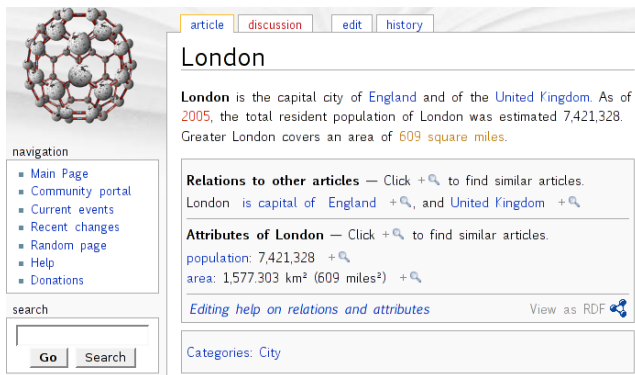 article
discussion
edit
history
London
London is the capital city of England and of the United Kingdom. As of
2005, the total resident population of London was estimated 7,421,328.
Greater London covers an area of 609 square miles.
navigation
Main Page
Community portal
Current events
Recent changes
Random page
Help
Donations
search
Go Search
Relations to other articles — Click + to find similar articles.
London is capital of England +, and United Kingdom +
Attributes of London — Click + to find similar articles.
population: 7,421,328 +
area: 1,577.303 km² (609 miles²) +
Editing help on relations and attributes View as RDF
Categories: City